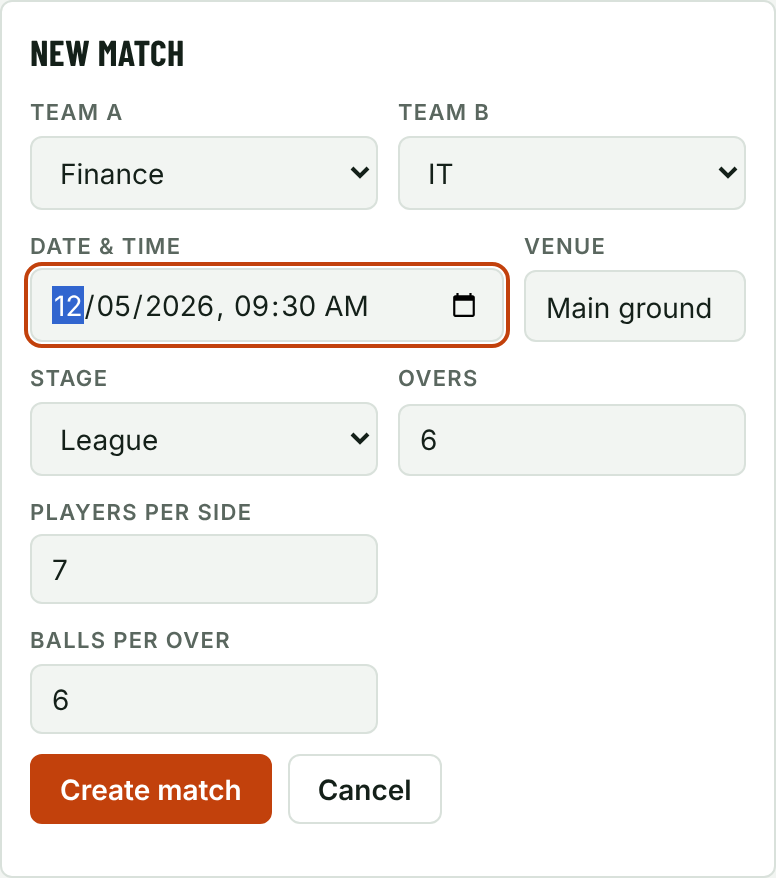 NEW MATCH
TEAM A TEAM B
Finance IT
DATE & TIME VENUE
12/05/2026, 09:30 AM Main ground
STAGE OVERS
League 6
PLAYERS PER SIDE
7
BALLS PER OVER
6
Create match Cancel